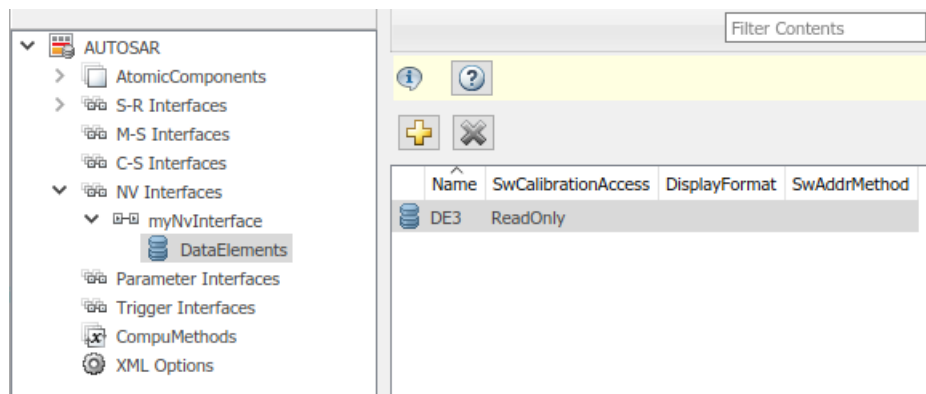 Filter Contents
AUTOSAR
AtomicComponents
S-R Interfaces
M-S Interfaces
C-S Interfaces
NV Interfaces
myNvInterface
DataElements
Parameter Interfaces
Trigger Interfaces
CompuMethods
XML Options
Name SwCalibrationAccess DisplayFormat SwAddrMethod
DE3 ReadOnly